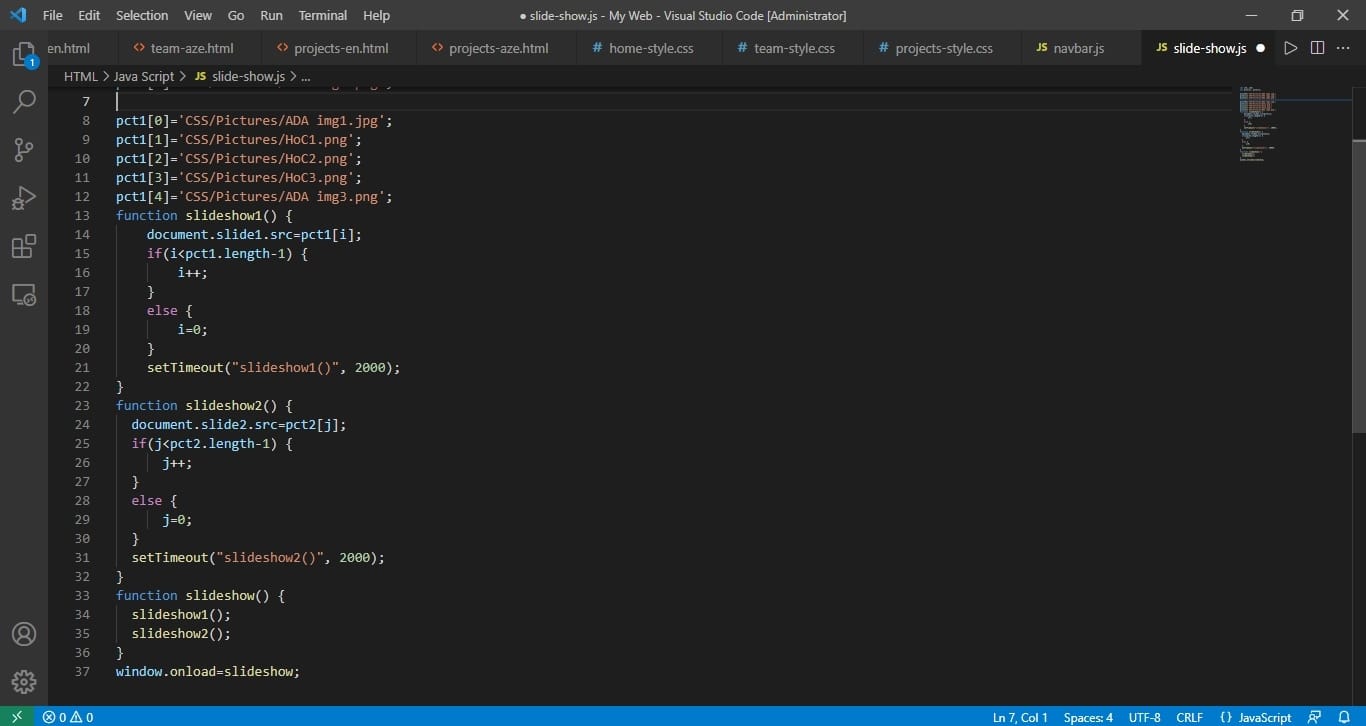 File Edit Selection View Go Run Terminal Help ● slide-show.js - My Web - Visual Studio Code [Administrator]
en.html <> team-aze.html <> projects-en.html <> projects-aze.html # home-style.css # team-style.css # projects-style.css JS navbar.js JS slide-show.js ●
HTML > Java Script > JS slide-show.js > ...
1
7
8 pct1[0]='CSS/Pictures/ADA img1.jpg';
9 pct1[1]='CSS/Pictures/HoC1.png';
10 pct1[2]='CSS/Pictures/HoC2.png';
11 pct1[3]='CSS/Pictures/HoC3.png';
12 pct1[4]='CSS/Pictures/ADA img3.png';
13 function slideshow1() {
14 document.slide1.src=pct1[i];
15 if(i<pct1.length-1) {
16 i++;
17 }
18 else {
19 i=0;
20 }
21 setTimeout("slideshow1()", 2000);
22 }
23 function slideshow2() {
24 document.slide2.src=pct2[j];
25 if(j<pct2.length-1) {
26 j++;
27 }
28 else {
29 j=0;
30 }
31 setTimeout("slideshow2()", 2000);
32 }
33 function slideshow() {
34 slideshow1();
35 slideshow2();
36 }
37 window.onload=slideshow;
0 0 Ln 7, Col 1 Spaces: 4 UTF-8 CRLF {} JavaScript